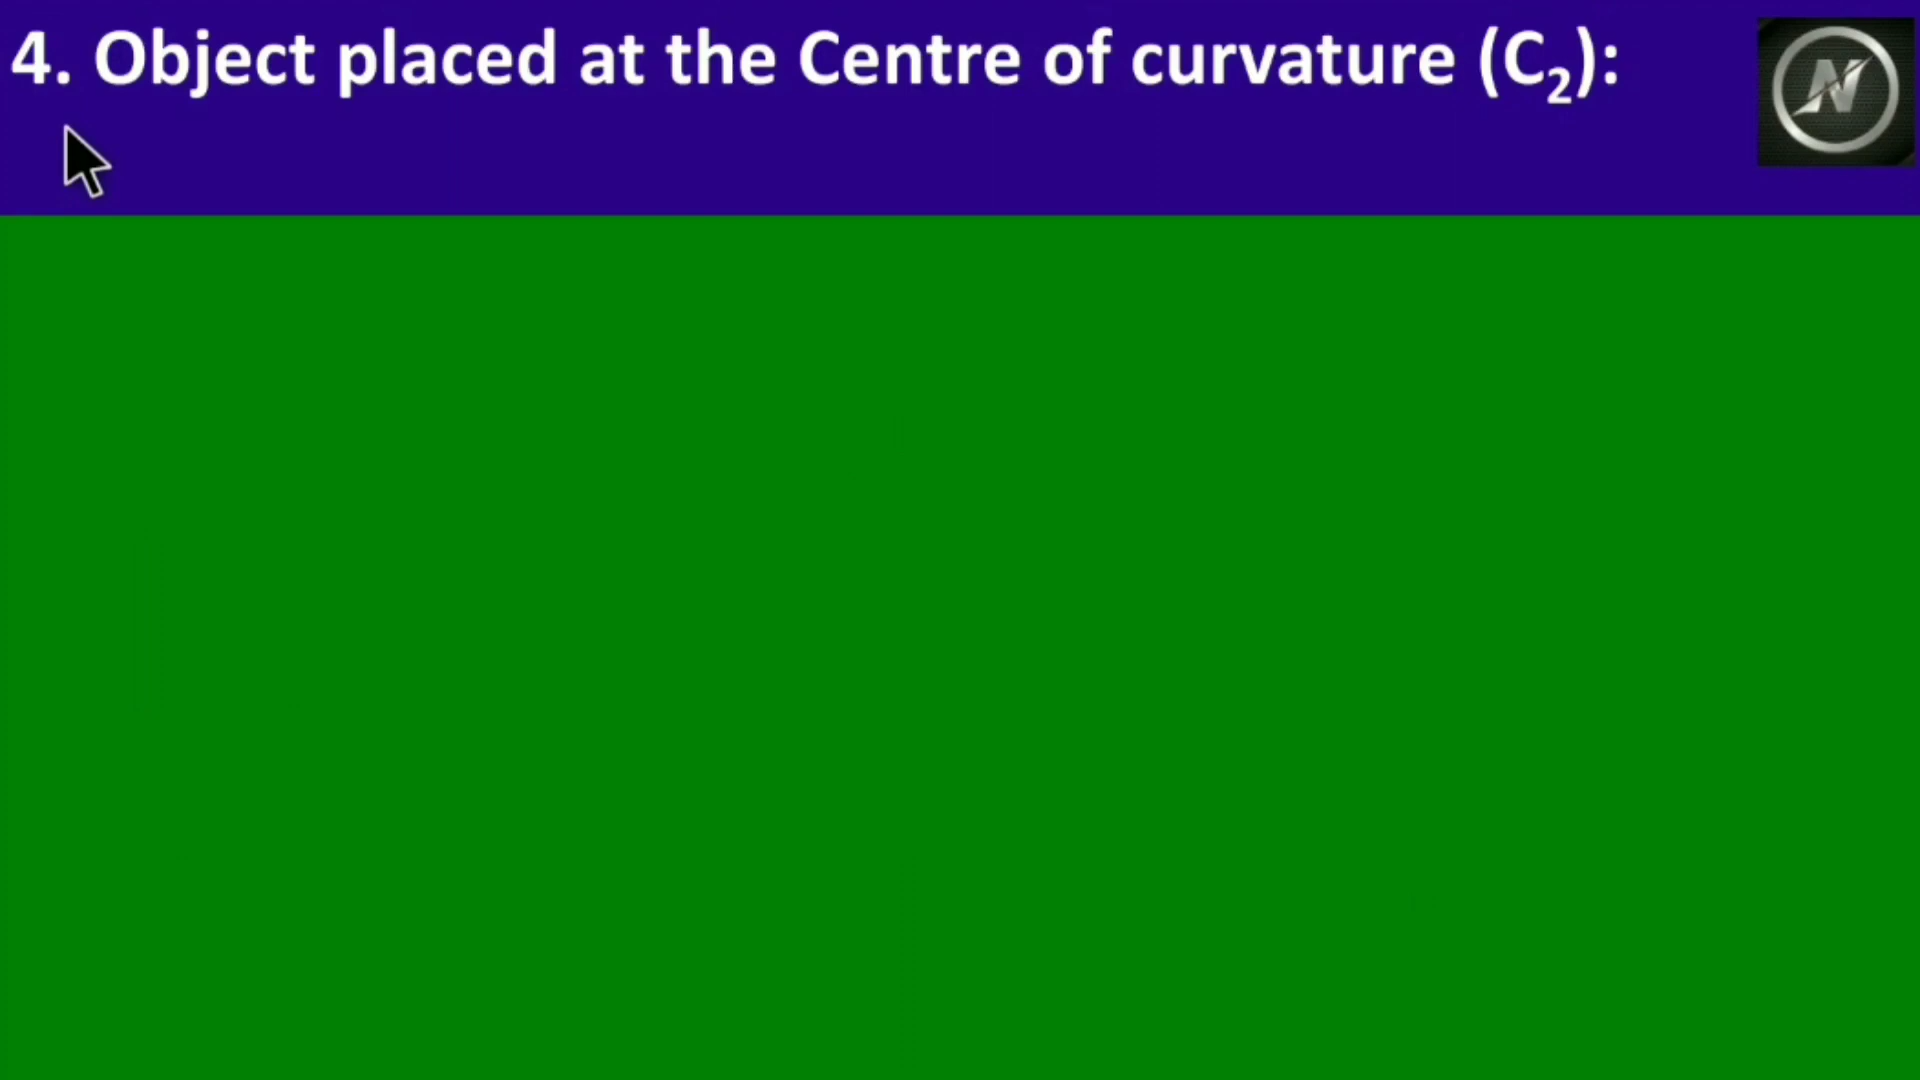 4. Object placed at the Centre of curvature (C₂):
N